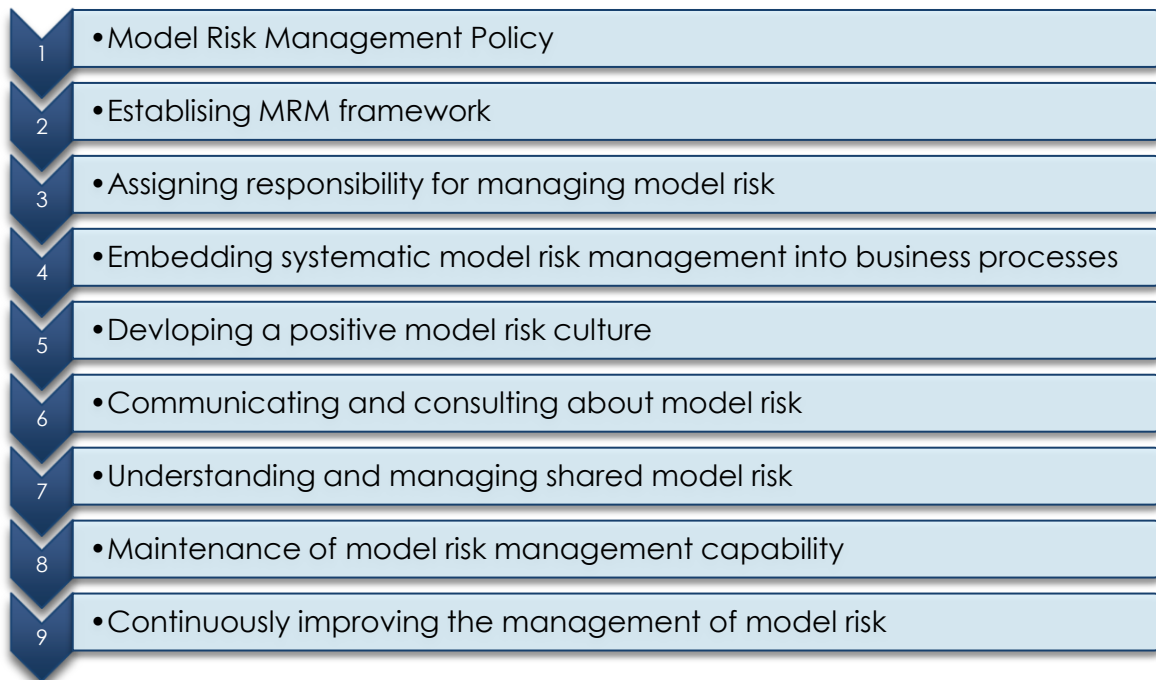 1
•Model Risk Management Policy
2
•Establising MRM framework
3
•Assigning responsibility for managing model risk
4
•Embedding systematic model risk management into business processes
5
•Devloping a positive model risk culture
6
•Communicating and consulting about model risk
7
•Understanding and managing shared model risk
8
•Maintenance of model risk management capability
9
•Continuously improving the management of model risk